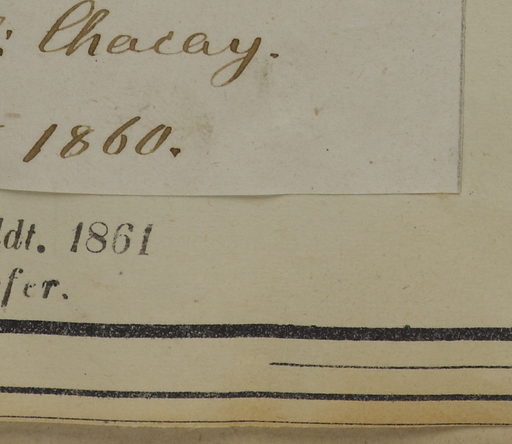 : Chacay.
1860.
ldt. 1861
fer.